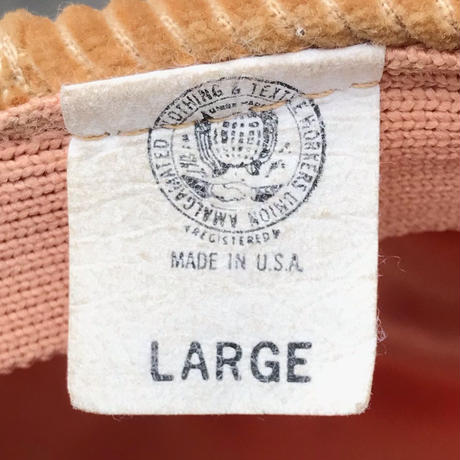 AMALGAMATED CLOTHING & TEXTILE WORKERS UNION
REGISTERED
MADE IN U.S.A.
LARGE